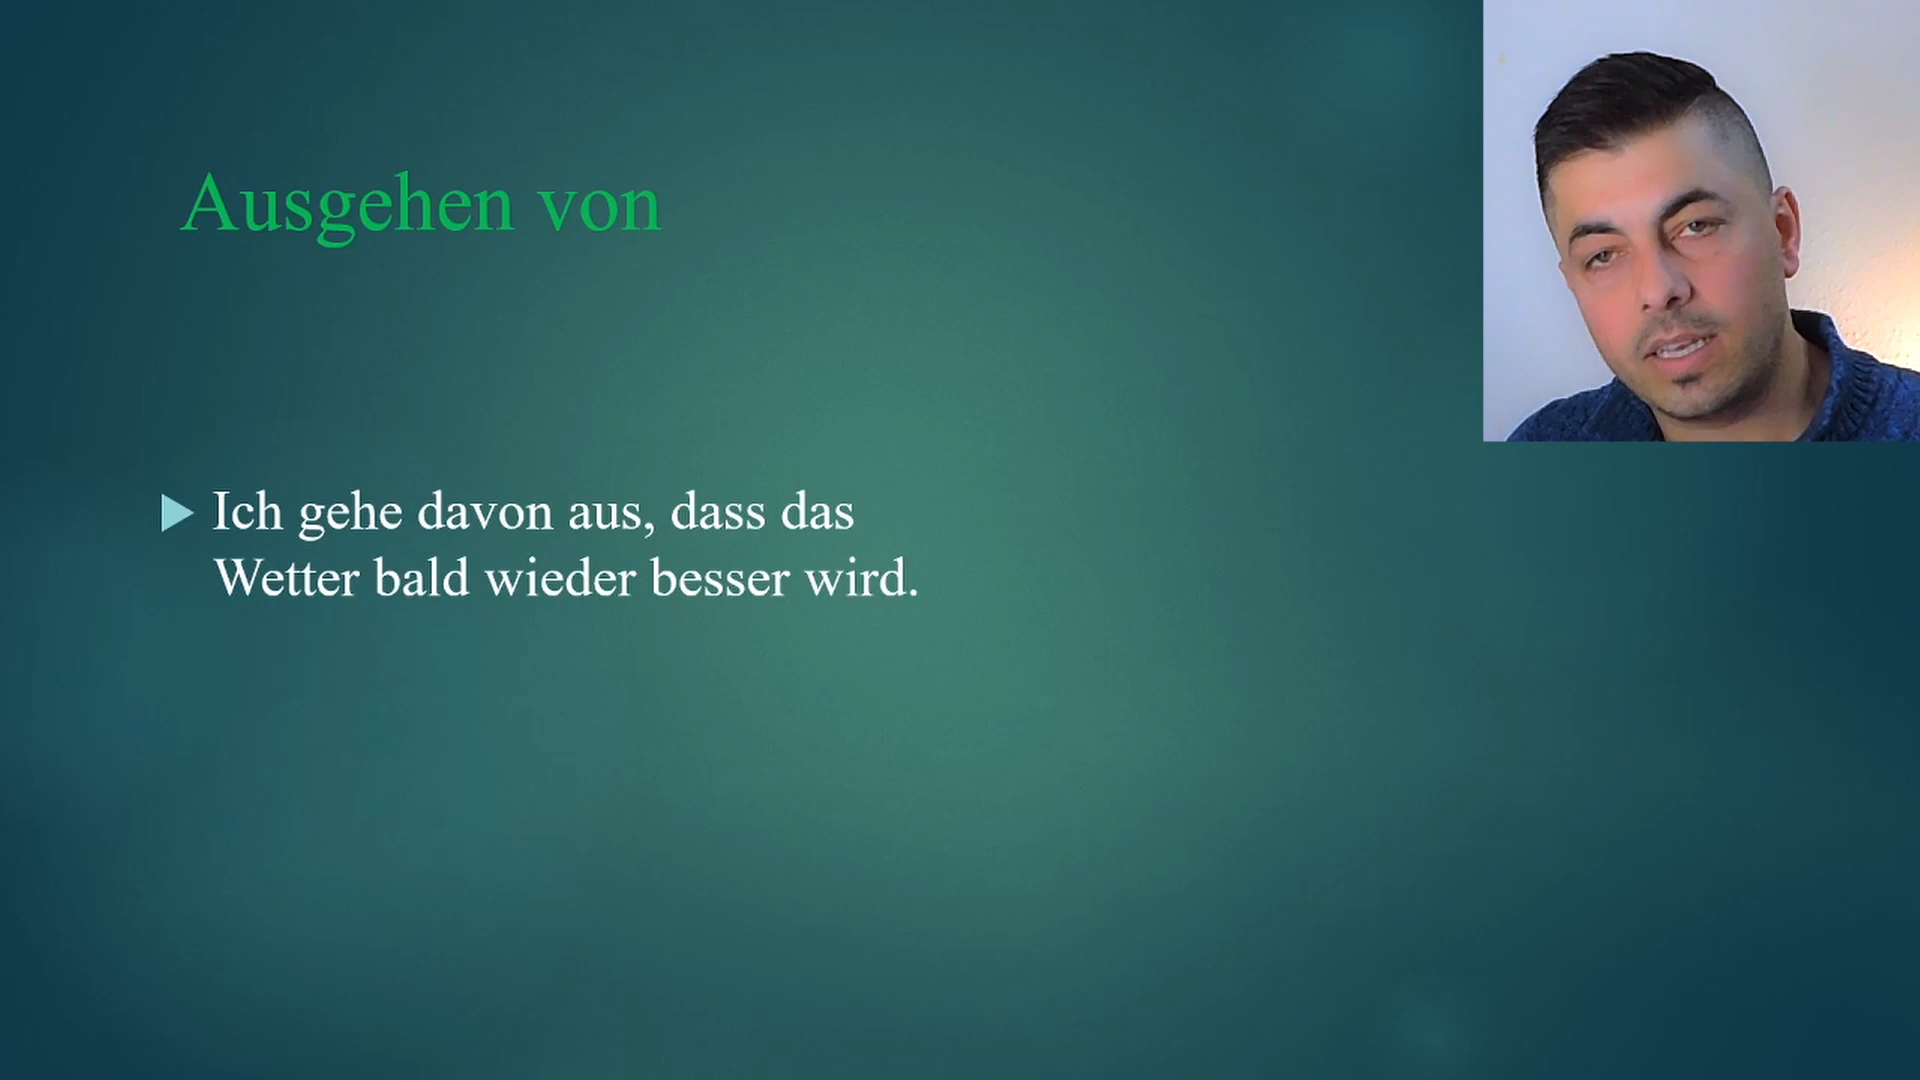 Ausgehen von
Ich gehe davon aus, dass das
Wetter bald wieder besser wird.